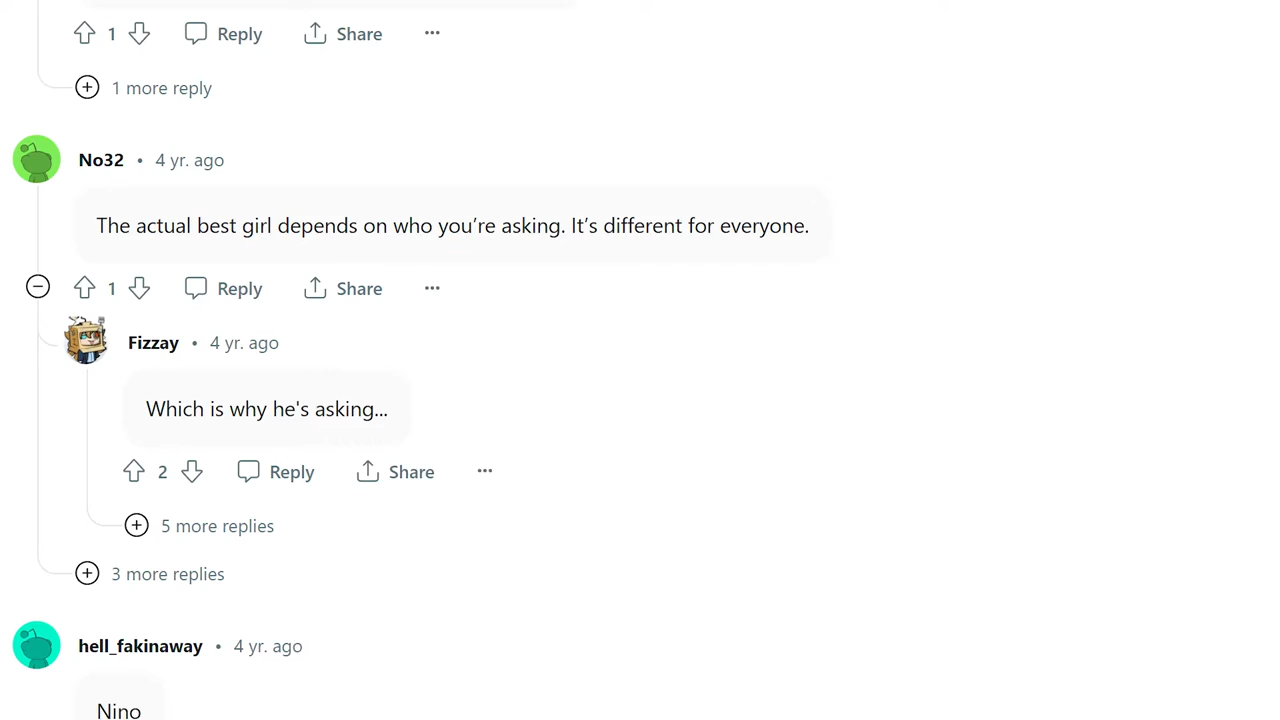 1 Reply Share ...
1 more reply
No32 • 4 yr. ago
The actual best girl depends on who you’re asking. It’s different for everyone.
1 Reply Share ...
Fizzay • 4 yr. ago
Which is why he's asking...
2 Reply Share ...
5 more replies
3 more replies
hell_fakinaway • 4 yr. ago
Nino